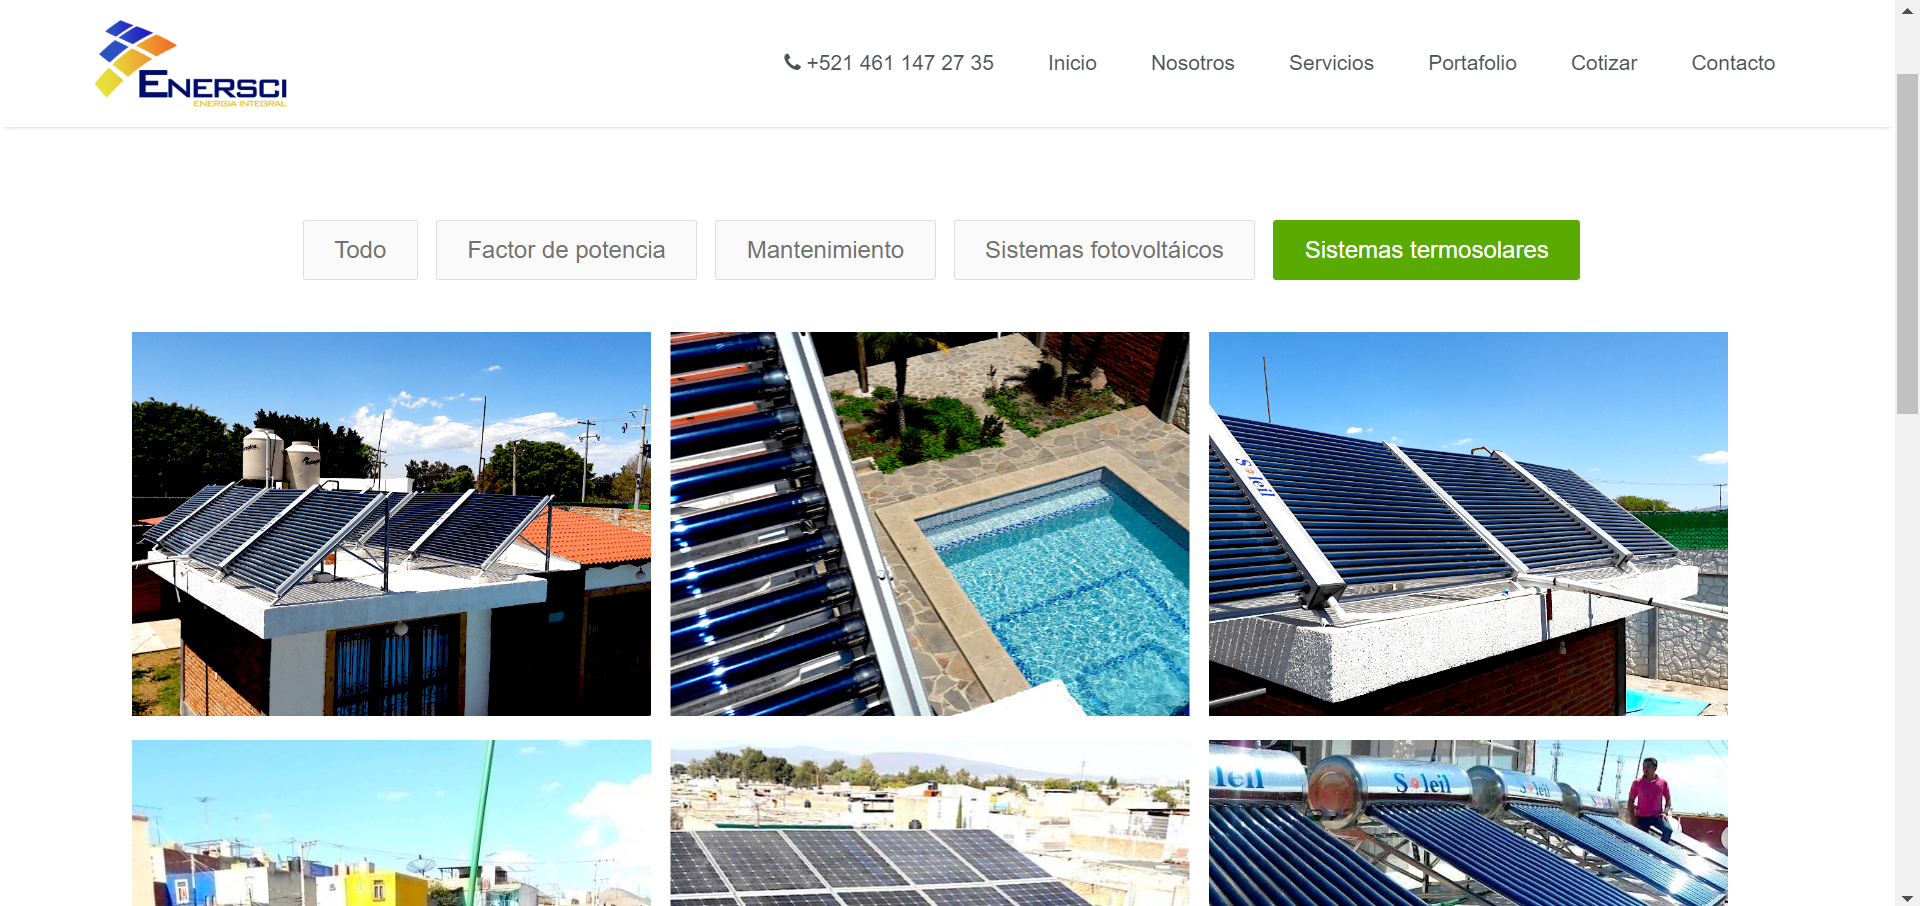 ENERSCI
ENERGIA INTEGRAL
+521 461 147 27 35
Inicio
Nosotros
Servicios
Portafolio
Cotizar
Contacto
Todo
Factor de potencia
Mantenimiento
Sistemas fotovoltáicos
Sistemas termosolares
Soleil
Soleil
Soleil